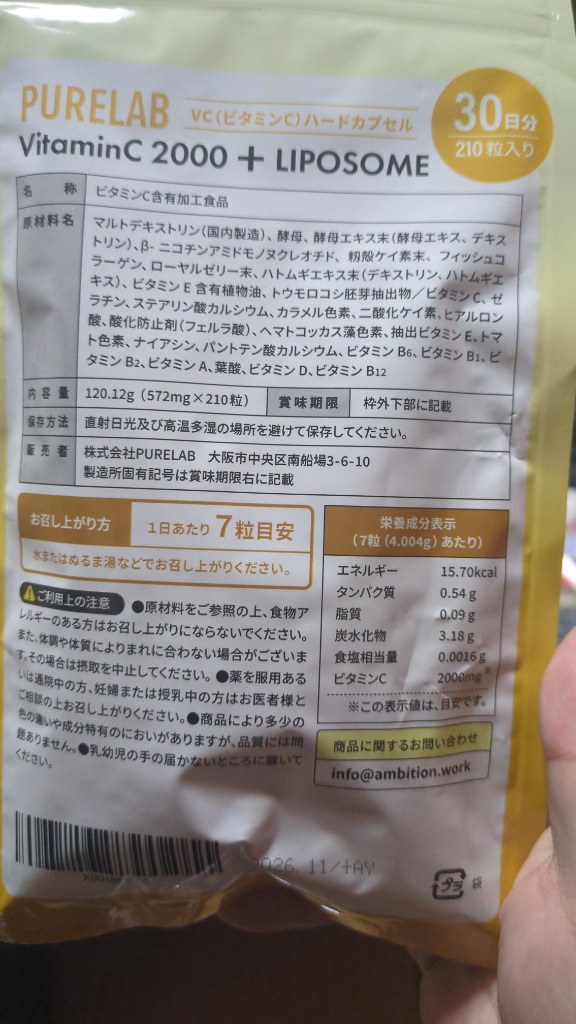 PURELAB
VC(ビタミンC)ハードカプセル
30日分
210粒入り
VitaminC 2000 + LIPOSOME
名　称
ビタミンC含有加工食品
原材料名
マルトデキストリン(国内製造)、酵母、酵母エキス末(酵母エキス、デキス
トリン)、β- ニコチンアミドモノヌクレオチド、籾殻ケイ素末、フィッシュコ
ラーゲン、ローヤルゼリー末、ハトムギエキス末(デキストリン、ハトムギエ
キス)、ビタミンE 含有植物油、トウモロコシ胚芽抽出物/ビタミンC、ゼ
ラチン、ステアリン酸カルシウム、カラメル色素、二酸化ケイ素、ヒアルロン
酸、酸化防止剤(フェルラ酸)、ヘマトコッカス藻色素、抽出ビタミンE、トマ
ト色素、ナイアシン、パントテン酸カルシウム、ビタミンB6、ビタミンB1、ビ
タミンB2、ビタミンA、葉酸、ビタミンD、ビタミンB12
内容量
120.12g (572mg×210粒)
賞味期限
枠外下部に記載
保存方法
直射日光及び高温多湿の場所を避けて保存してください。
販売者
株式会社PURELAB　大阪市中央区南船場3-6-10
製造所固有記号は賞味期限右に記載
お召し上がり方
1日あたり 7粒目安
水またはぬるま湯などでお召し上がりください。
⚠ご利用上の注意 ●原材料をご参照の上、食物ア
レルギーのある方はお召し上がりにならないでください。
また、体調や体質によりまれに合わない場合がございま
す。その場合は摂取を中止してください。●薬を服用ある
いは通院中の方、妊婦または授乳中の方はお医者様と
ご相談の上お召し上がりください。●商品により多少の
色の違いや成分特有のにおいがありますが、品質には問
題ありません。●乳幼児の手の届かないところに置いて
ください。
栄養成分表示
(7粒 (4.004g) あたり)
エネルギー 15.70kcal
タンパク質 0.54 g
脂質 0.09 g
炭水化物 3.18 g
食塩相当量 0.0016 g
ビタミンC 2000mg
※この表示値は、目安です。
商品に関するお問い合わせ
info@ambition.work
2026. 11/+AY
プラ
袋